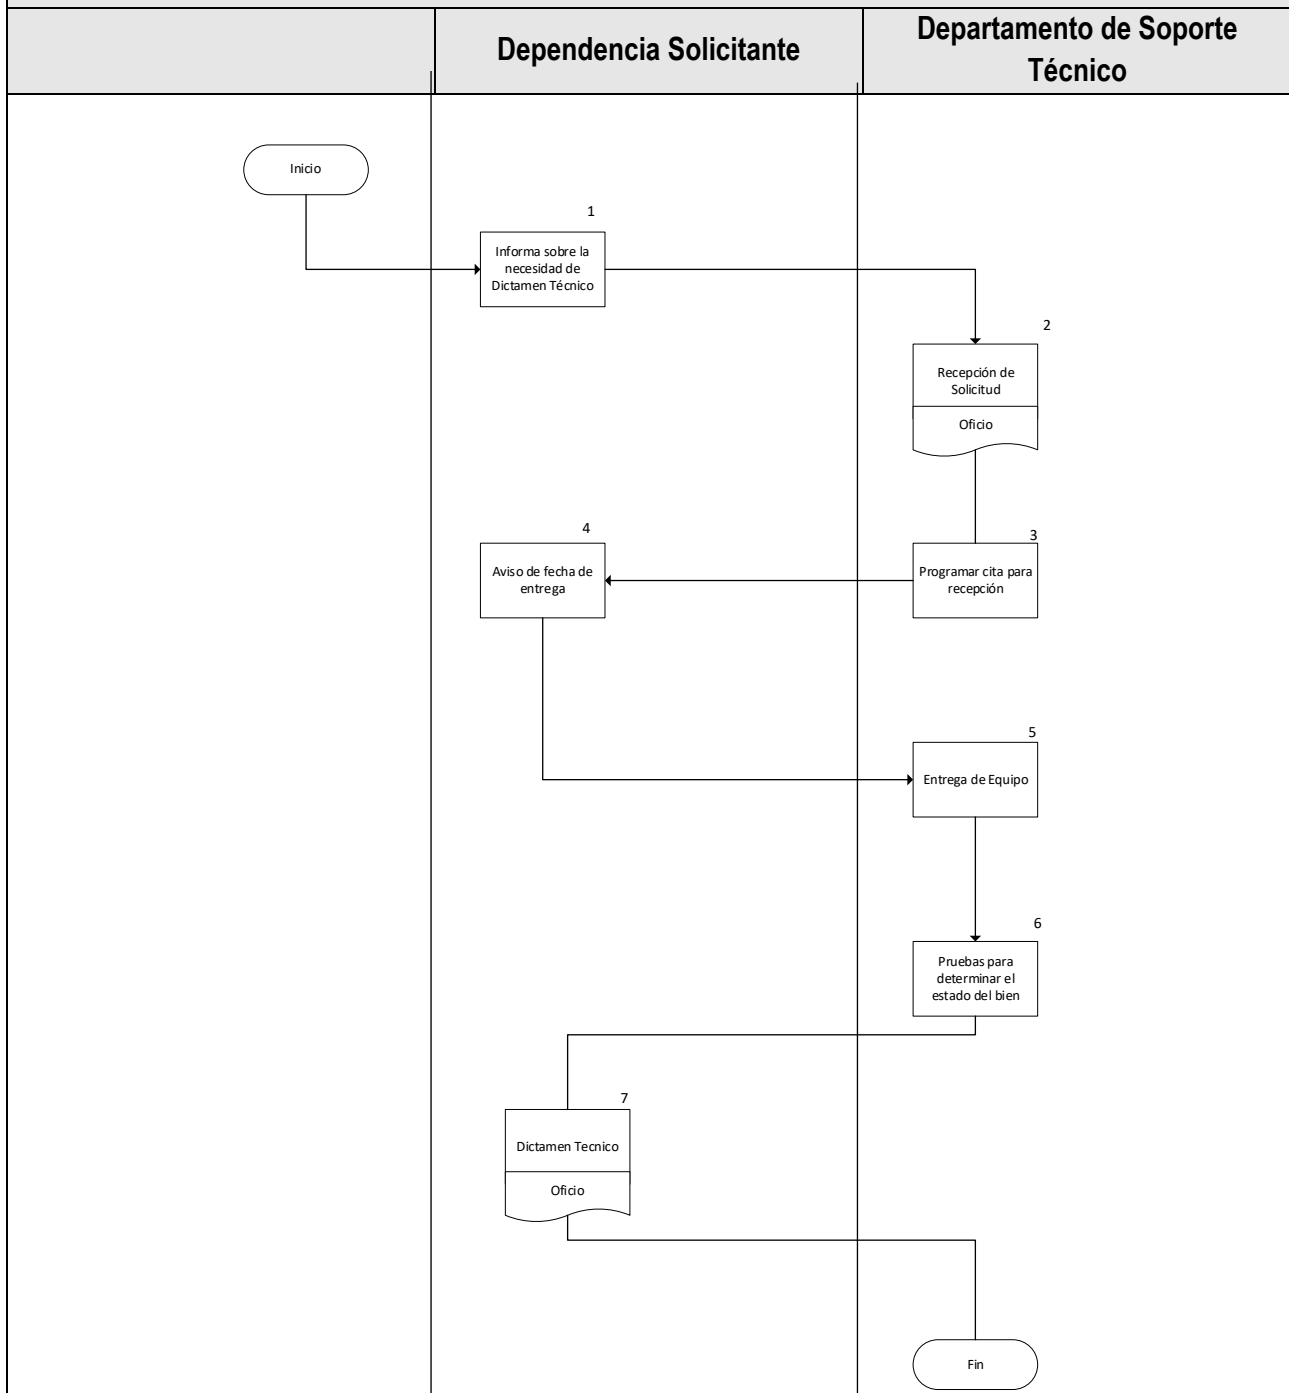 Dependencia Solicitante
Departamento de Soporte
Técnico
Inicio
1
Informa sobre la
necesidad de
Dictamen Técnico
2
Recepción de
Solicitud
Oficio
3
Programar cita para
recepción
4
Aviso de fecha de
entrega
5
Entrega de Equipo
6
Pruebas para
determinar el
estado del bien
7
Dictamen Tecnico
Oficio
Fin